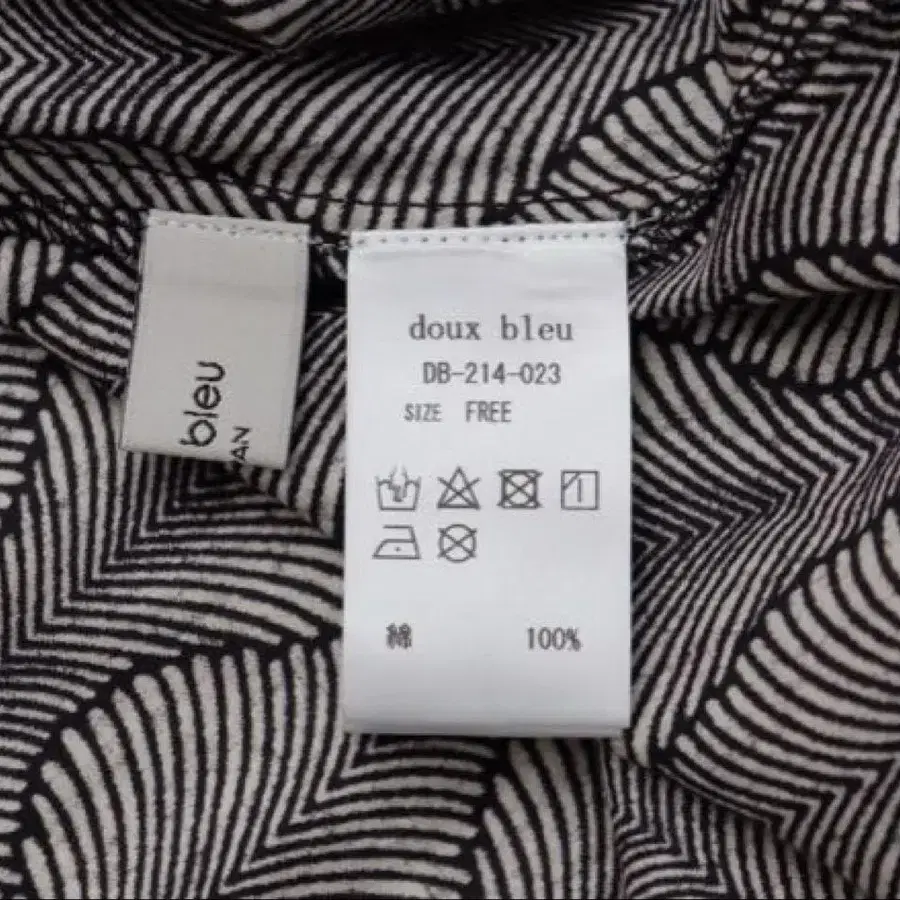 bleu
doux bleu
DB-214-023
SIZE FREE
綿 100%